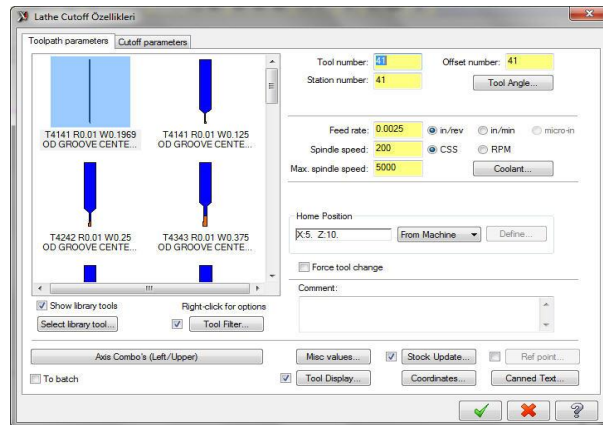 Lathe Cutoff Özellikleri
Toolpath parameters
Cutoff parameters
T4141 R0.01 W0.1969
OD GROOVE CENTE...
T4141 R0.01 W0.125
OD GROOVE CENTE...
T4242 R0.01 W0.25
OD GROOVE CENTE...
T4343 R0.01 W0.375
OD GROOVE CENTE...
Show library tools
Right-click for options
Select library tool...
Tool Filter...
Axis Combo's (Left/Upper)
To batch
Tool number: 41
Offset number: 41
Station number: 41
Tool Angle...
Feed rate: 0.0025
in/rev
in/min
micro-in
Spindle speed: 200
CSS
RPM
Max. spindle speed: 5000
Coolant...
Home Position
X:5. Z:10.
From Machine
Define...
Force tool change
Comment:
Misc values...
Stock Update...
Ref point...
Tool Display...
Coordinates...
Canned Text...